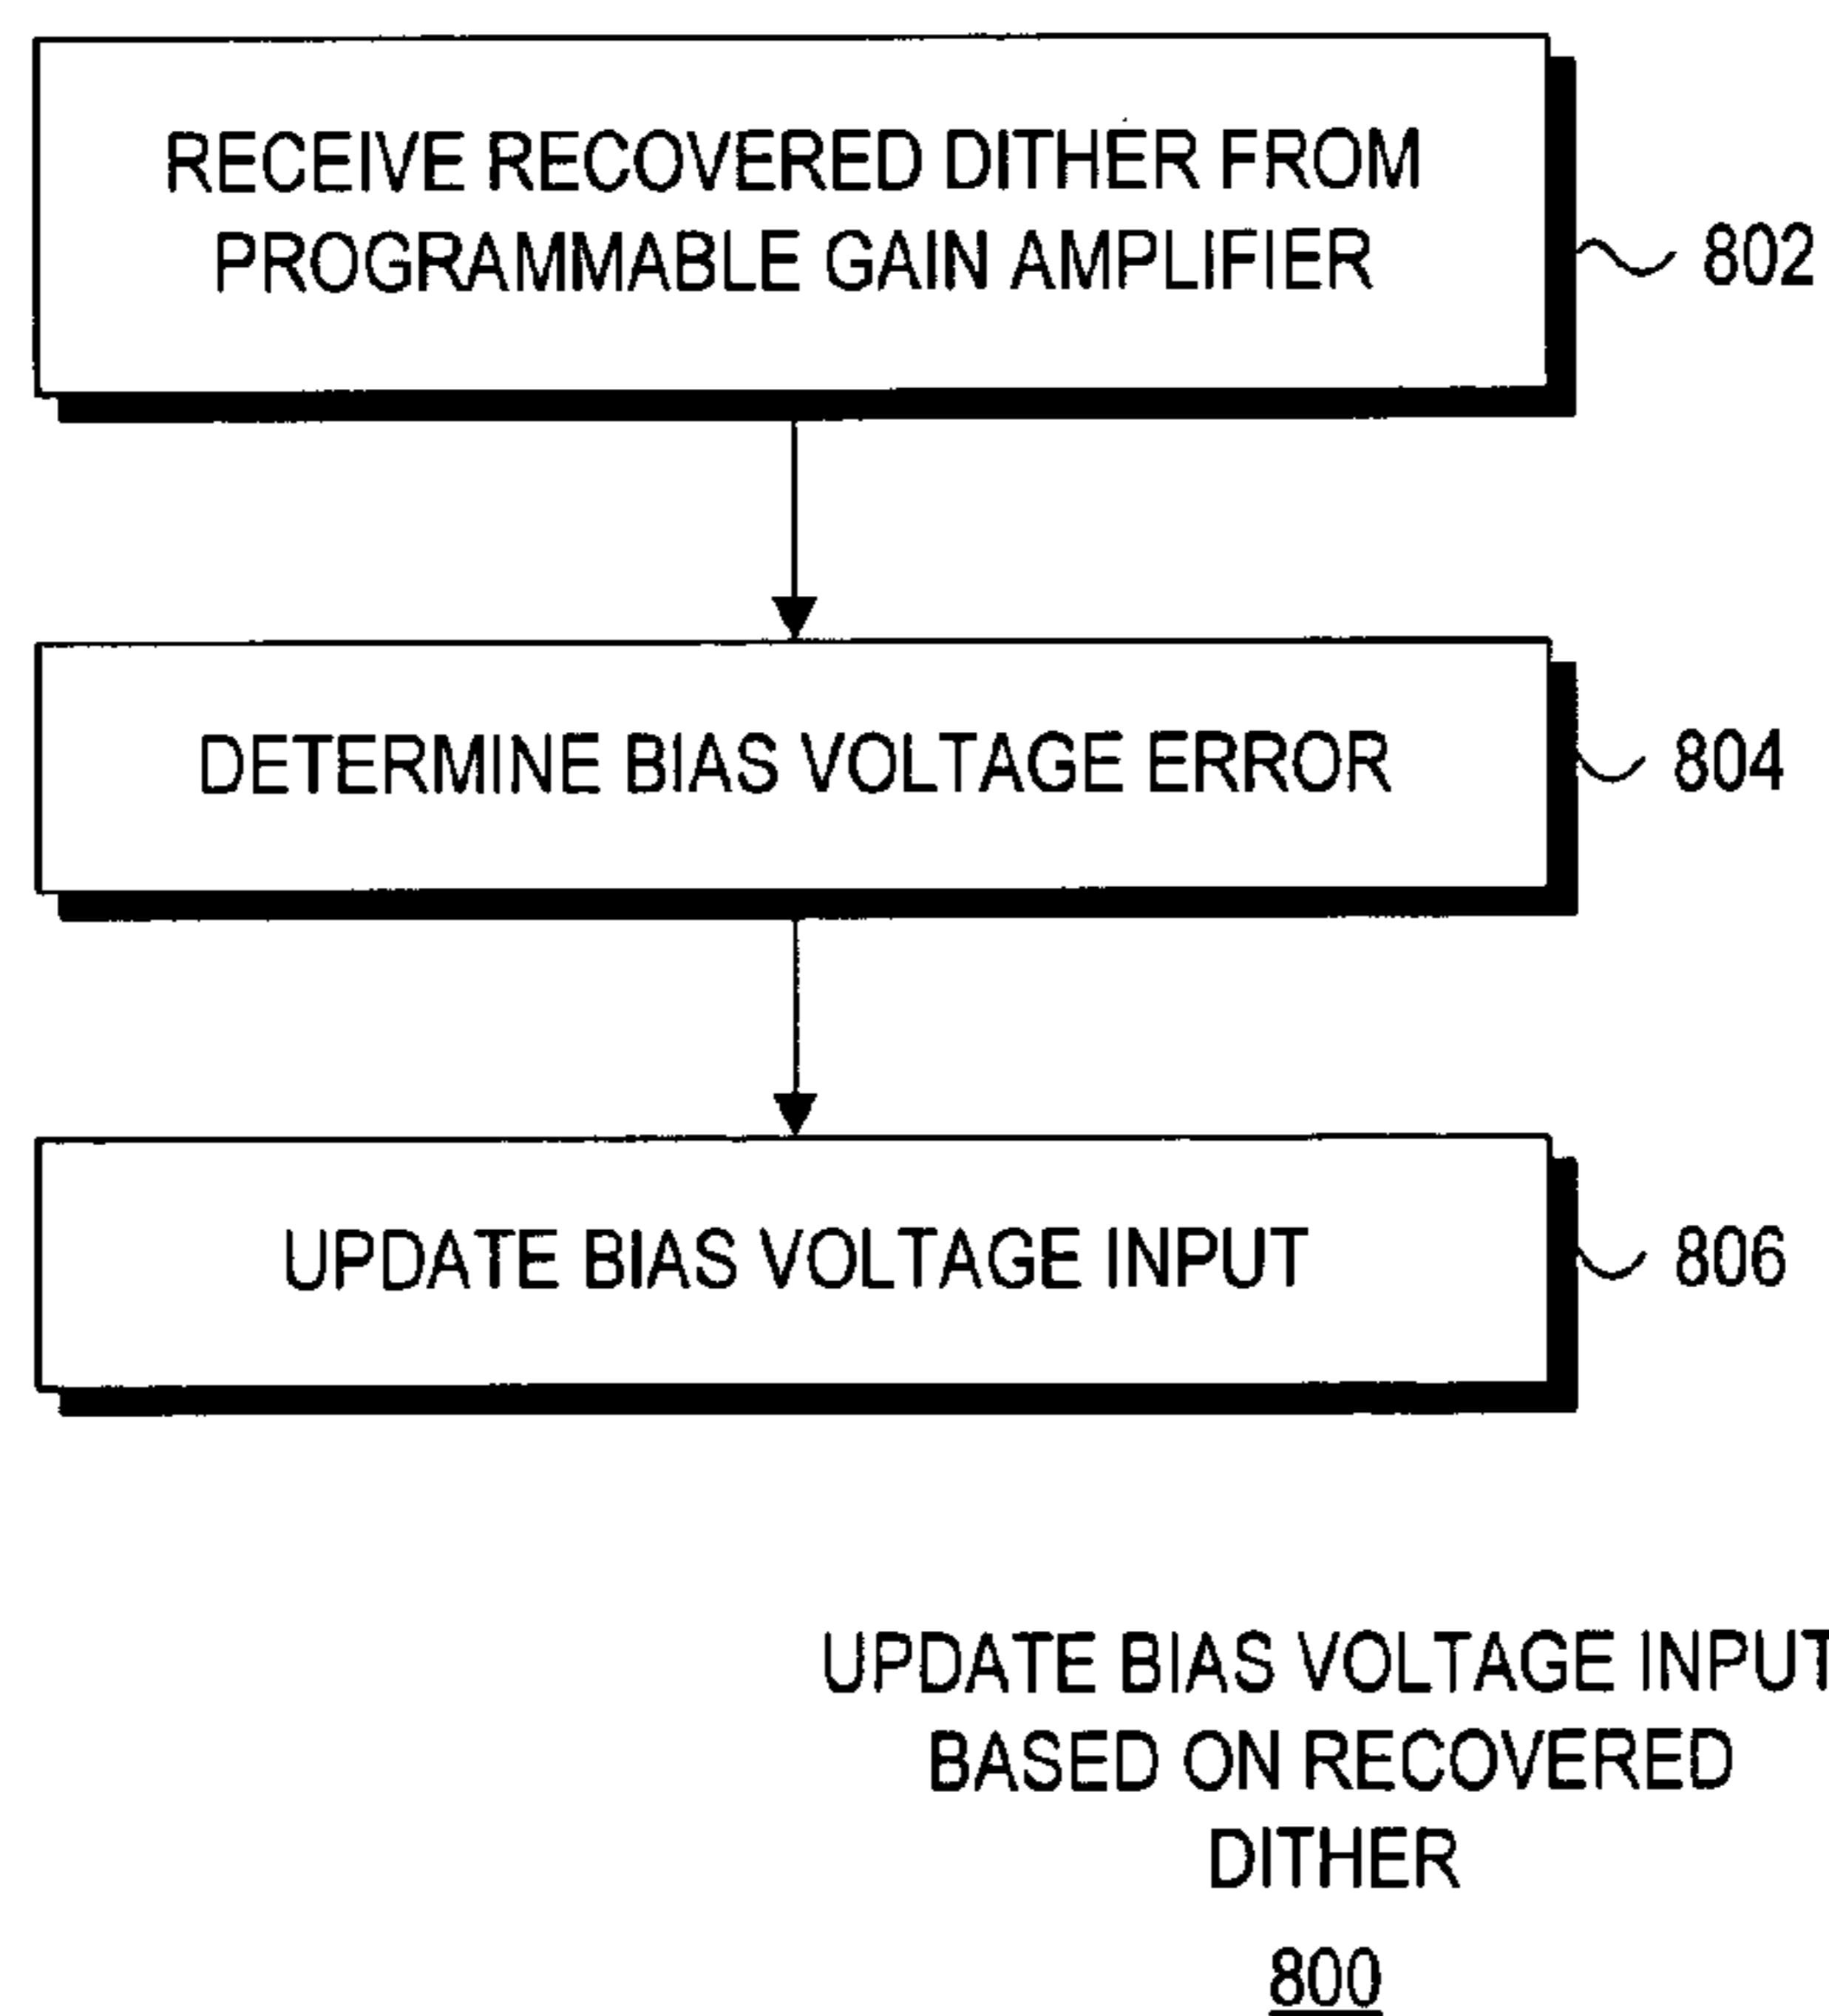 RECEIVE RECOVERED DITHER FROM
PROGRAMMABLE GAIN AMPLIFIER
802
DETERMINE BIAS VOLTAGE ERROR
804
UPDATE BIAS VOLTAGE INPUT
806
UPDATE BIAS VOLTAGE INPUT
BASED ON RECOVERED
DITHER
800